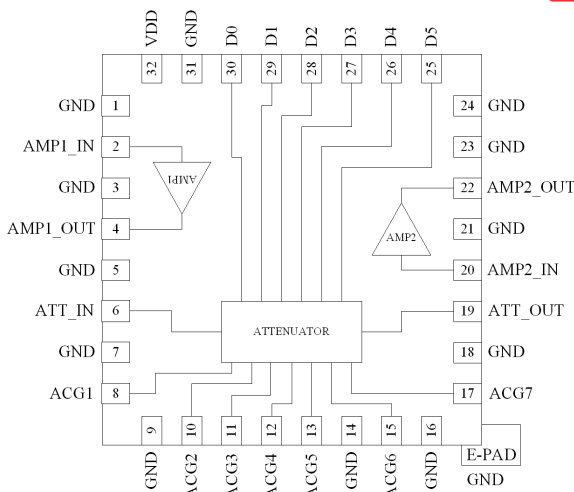 VDD
GND
D0
D1
D2
D3
D4
D5
32
31
30
29
28
27
26
25
GND 1
24 GND
AMP1_IN 2
23 GND
AMP1
GND 3
22 AMP2_OUT
AMP1_OUT 4
21 GND
AMP2
GND 5
20 AMP2_IN
ATT_IN 6
19 ATT_OUT
ATTENUATOR
GND 7
18 GND
ACG1 8
17 ACG7
9
10
11
12
13
14
15
16
GND
ACG2
ACG3
ACG4
ACG5
GND
ACG6
GND
E-PAD
GND